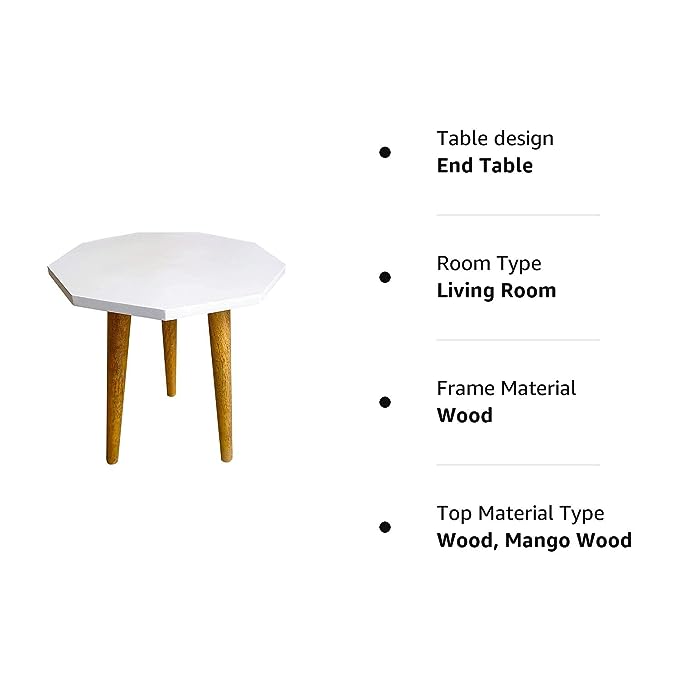 Table design
End Table
Room Type
Living Room
Frame Material
Wood
Top Material Type
Wood, Mango Wood